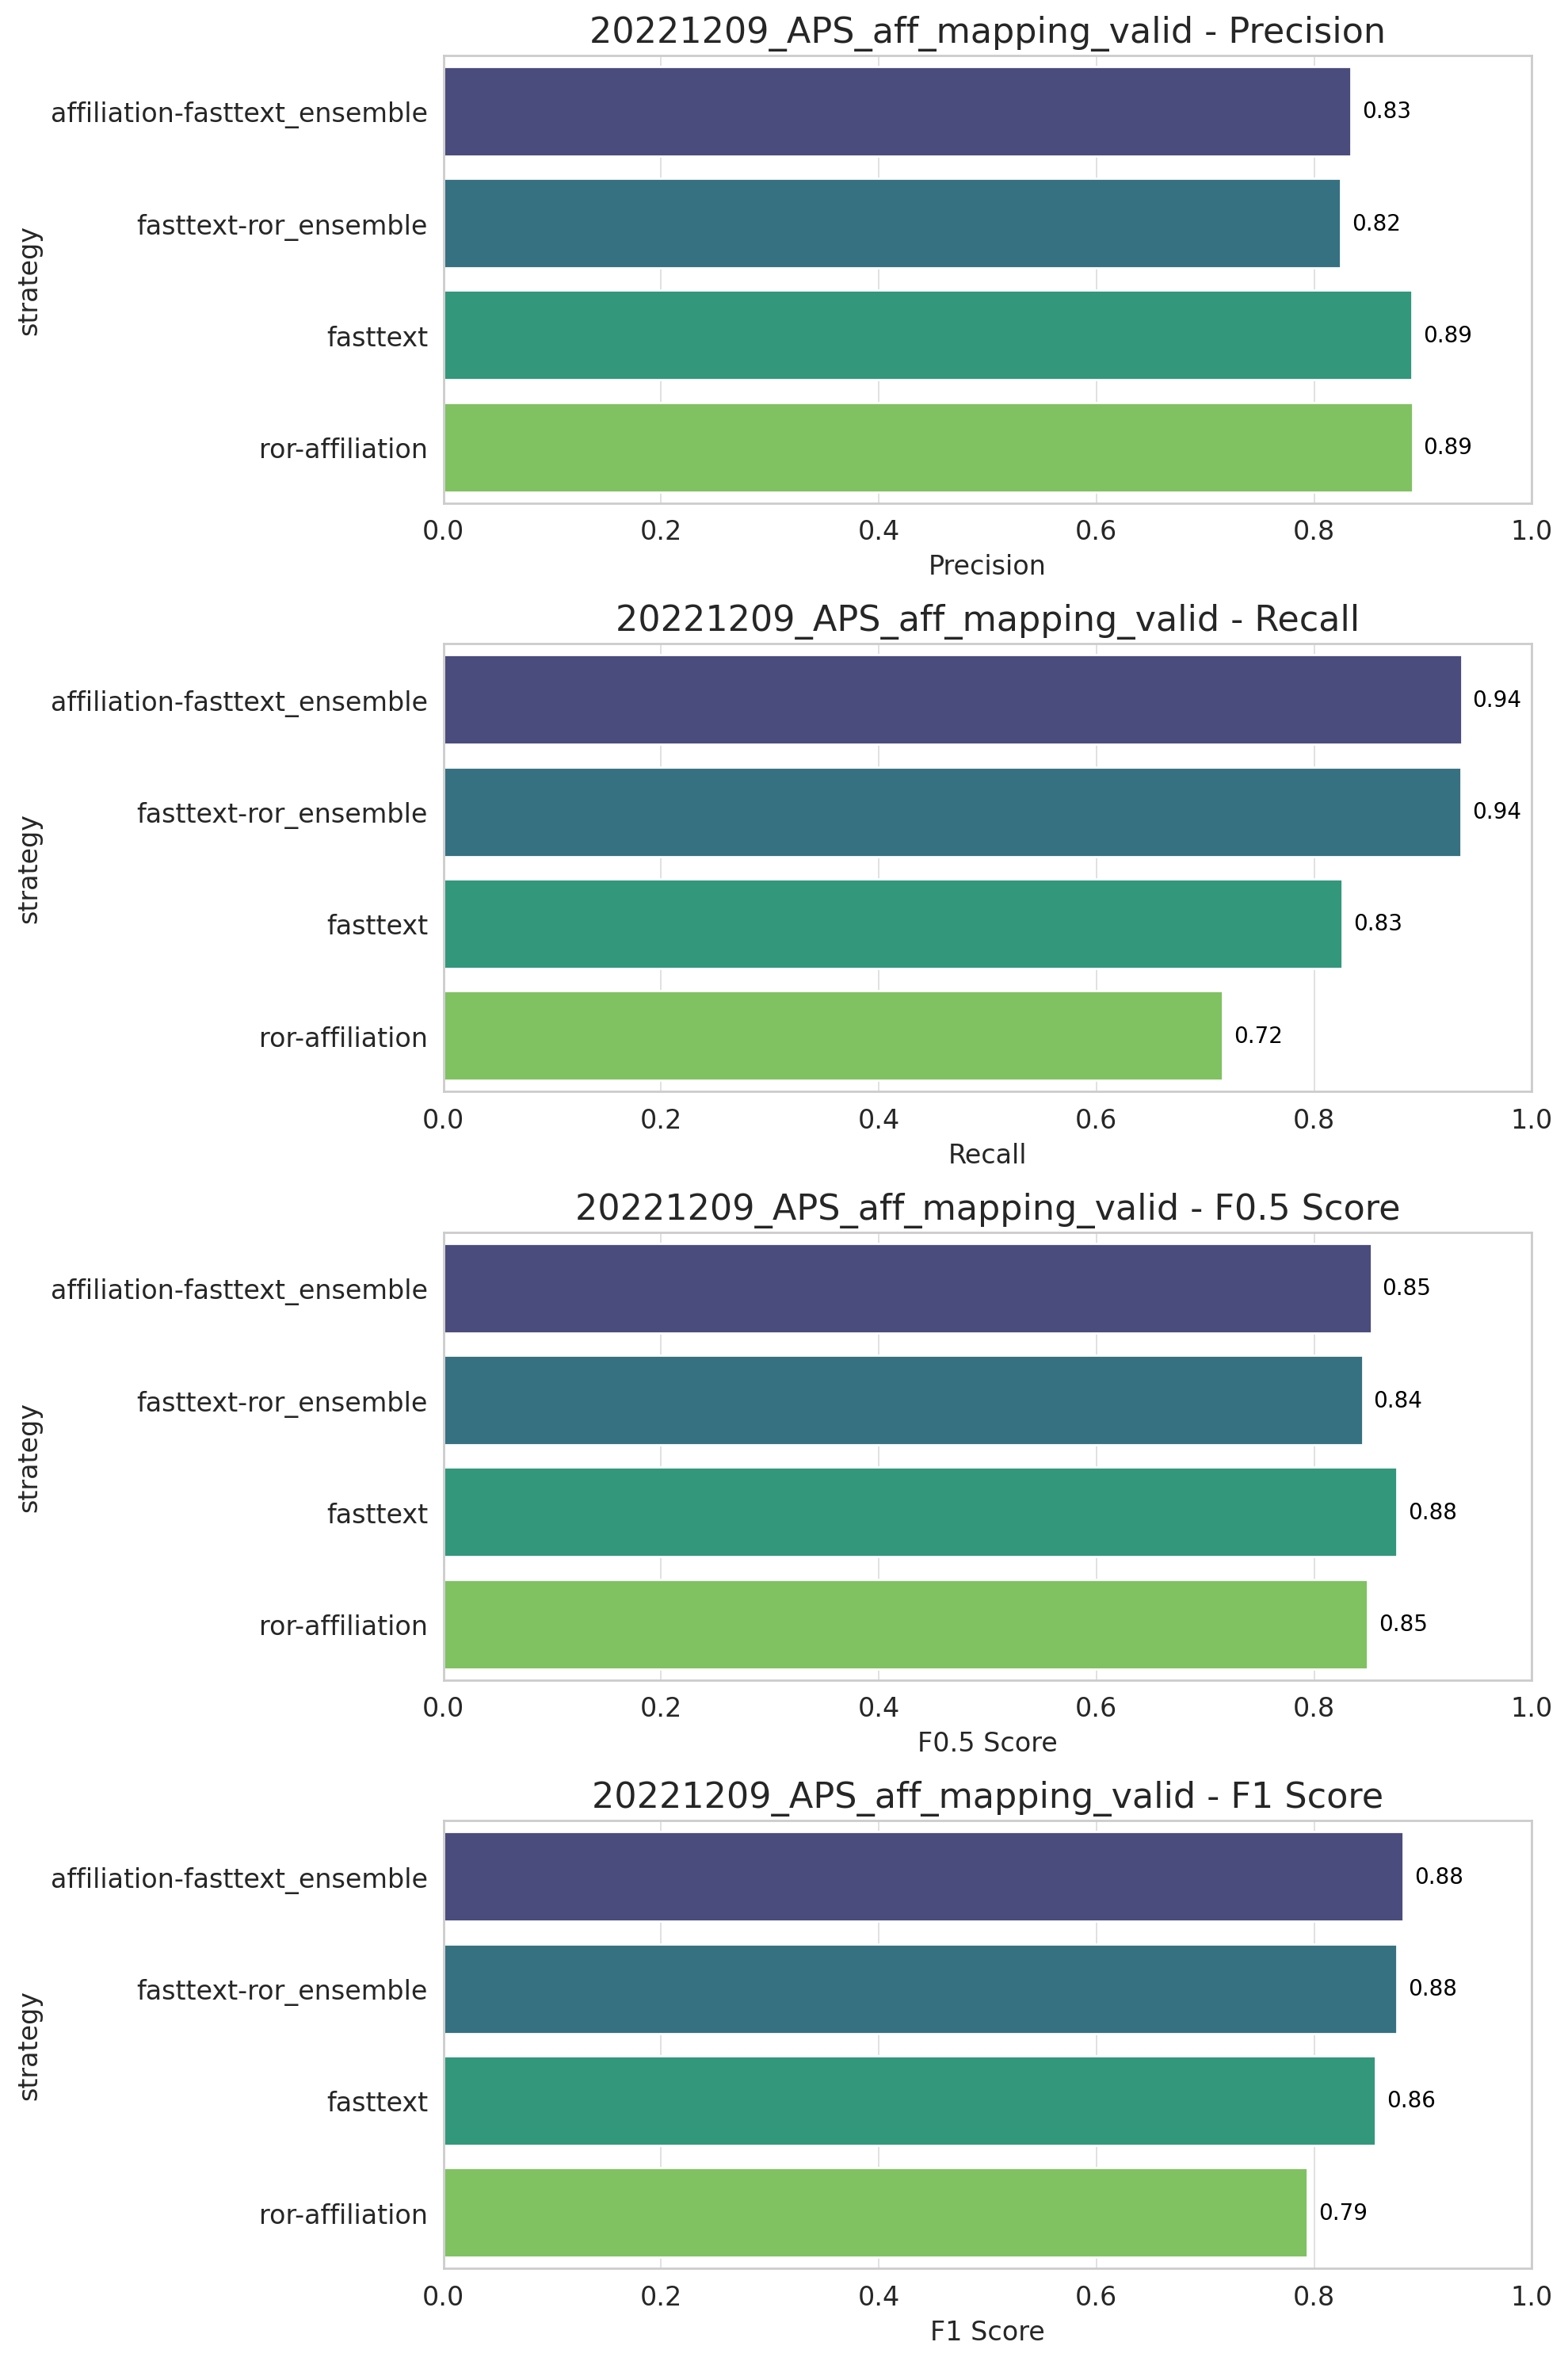 20221209_APS_aff_mapping_valid - Precision
strategy
affiliation-fasttext_ensemble
0.83
fasttext-ror_ensemble
0.82
fasttext
0.89
ror-affiliation
0.89
0.0 0.2 0.4 0.6 0.8 1.0
Precision
20221209_APS_aff_mapping_valid - Recall
strategy
affiliation-fasttext_ensemble
0.94
fasttext-ror_ensemble
0.94
fasttext
0.83
ror-affiliation
0.72
0.0 0.2 0.4 0.6 0.8 1.0
Recall
20221209_APS_aff_mapping_valid - F0.5 Score
strategy
affiliation-fasttext_ensemble
0.85
fasttext-ror_ensemble
0.84
fasttext
0.88
ror-affiliation
0.85
0.0 0.2 0.4 0.6 0.8 1.0
F0.5 Score
20221209_APS_aff_mapping_valid - F1 Score
strategy
affiliation-fasttext_ensemble
0.88
fasttext-ror_ensemble
0.88
fasttext
0.86
ror-affiliation
0.79
0.0 0.2 0.4 0.6 0.8 1.0
F1 Score